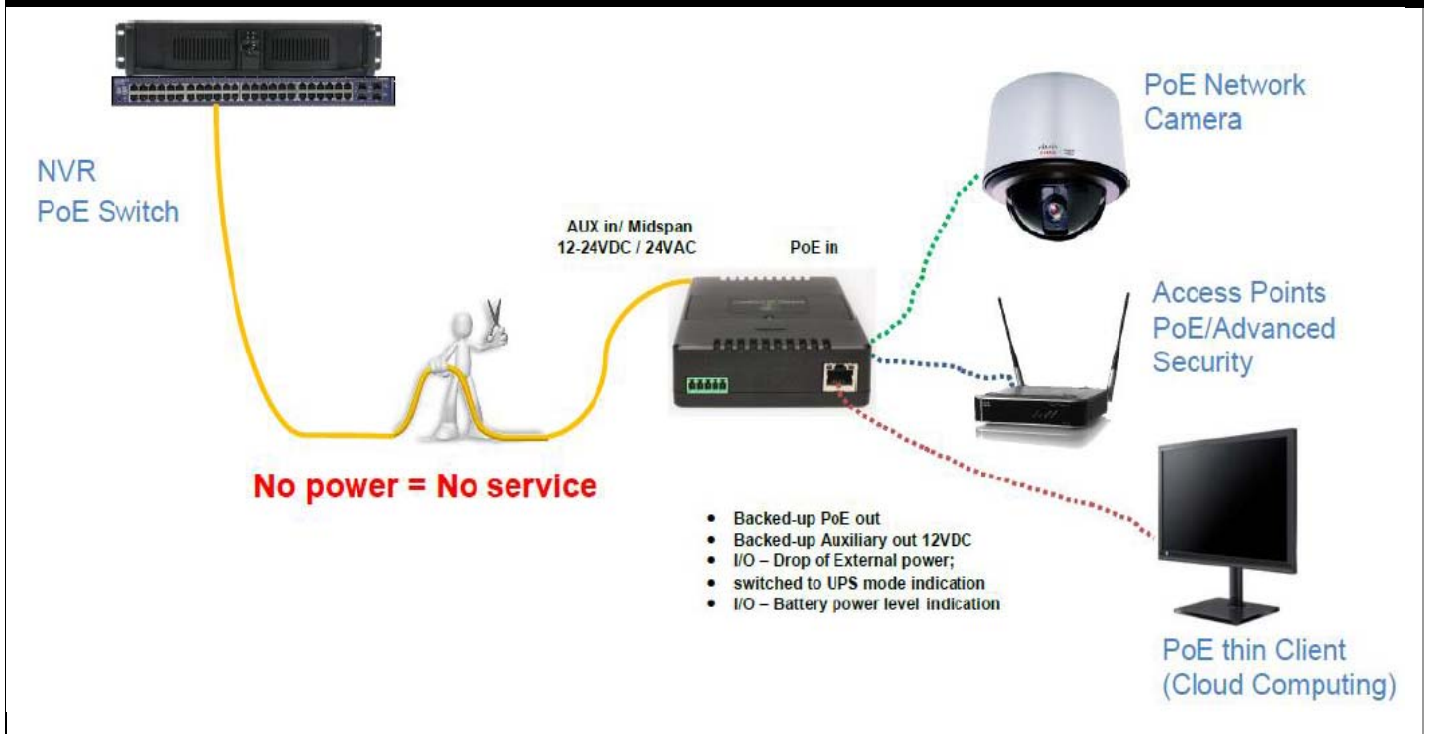 NVR
PoE Switch
AUX in/ Midspan
12-24VDC / 24VAC
PoE in
PoE Network
Camera
Access Points
PoE/Advanced
Security
No power = No service
• Backed-up PoE out
• Backed-up Auxiliary out 12VDC
• I/O – Drop of External power;
• switched to UPS mode indication
• I/O – Battery power level indication
PoE thin Client
(Cloud Computing)